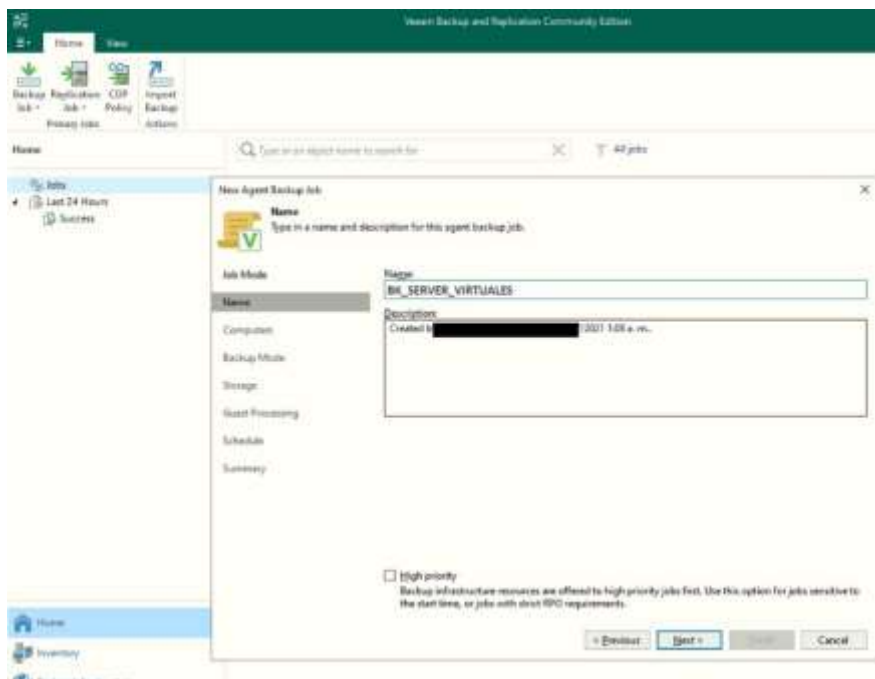 Veeam Backup and Replication Community Edition
Home View
Backup Job
Replication Job
CDP Policy
Import Backup
Primary Jobs Actions
Home
Type in an object name to search for
All jobs
Jobs
Last 24 Hours
Success
New Agent Backup Job
Name
Type in a name and description for this agent backup job.
Job Mode
Name
Computers
Backup Mode
Storage
Guest Processing
Schedule
Summary
Name
BK_SERVER_VIRTUALES
Description
Created b
2021
High priority
Backup infrastructure resources are offered to high priority jobs first. Use this option for jobs sensitive to
the start time, or jobs with strict RPO requirements.
< Previous Next > Cancel
Home
Inventory